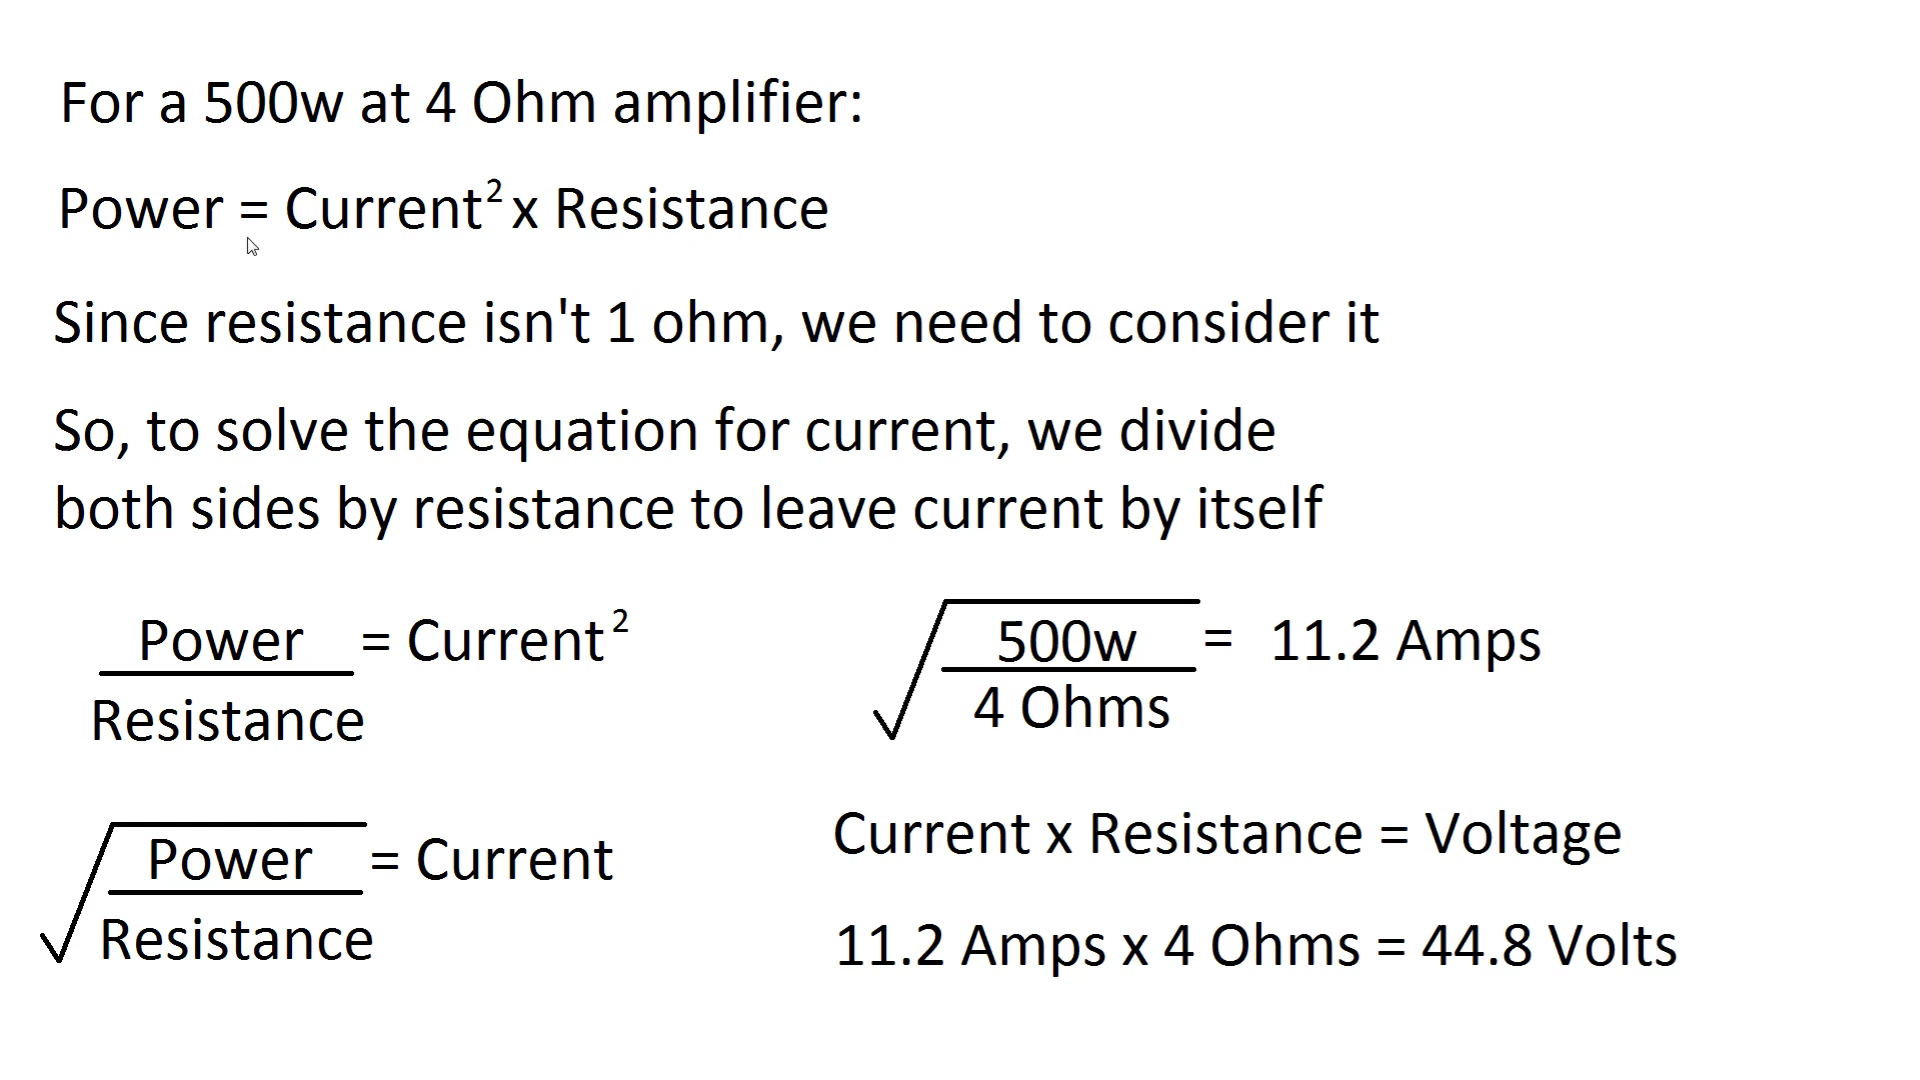 For a 500w at 4 Ohm amplifier:
Power = Current² x Resistance
Since resistance isn't 1 ohm, we need to consider it
So, to solve the equation for current, we divide
both sides by resistance to leave current by itself
Power = Current²
Resistance
√ Power = Current
Resistance
√ 500w = 11.2 Amps
4 Ohms
Current x Resistance = Voltage
11.2 Amps x 4 Ohms = 44.8 Volts